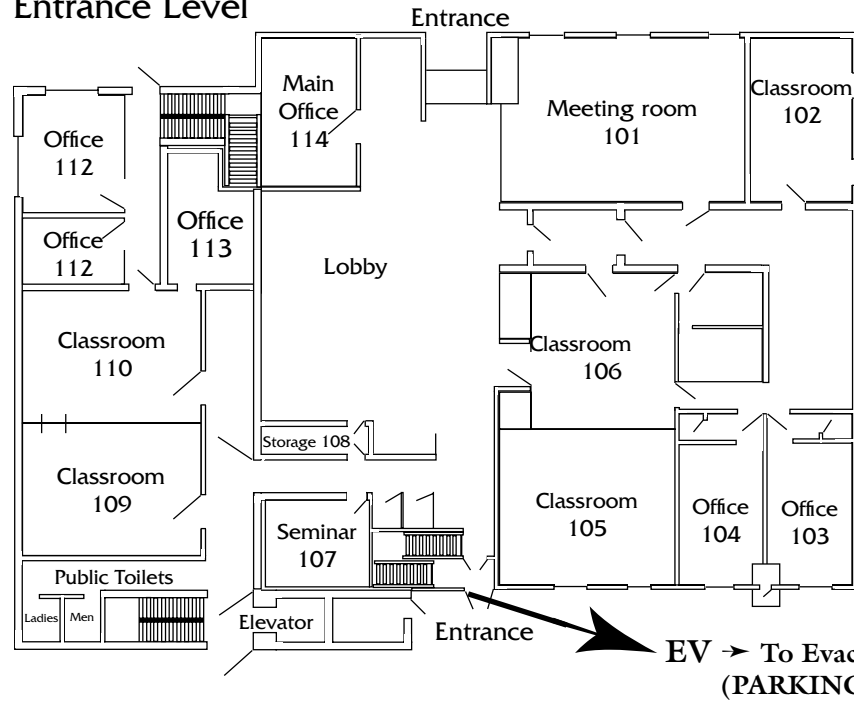 Entrance Level
Entrance
Main
Office
114
Meeting room
101
Classroom
102
Office
112
Office
113
Office
112
Lobby
Classroom
110
Classroom
106
Storage 108
Classroom
109
Seminar
107
Classroom
105
Office
104
Office
103
Public Toilets
Ladies
Men
Elevator
Entrance
EV → To Evac
(PARKING